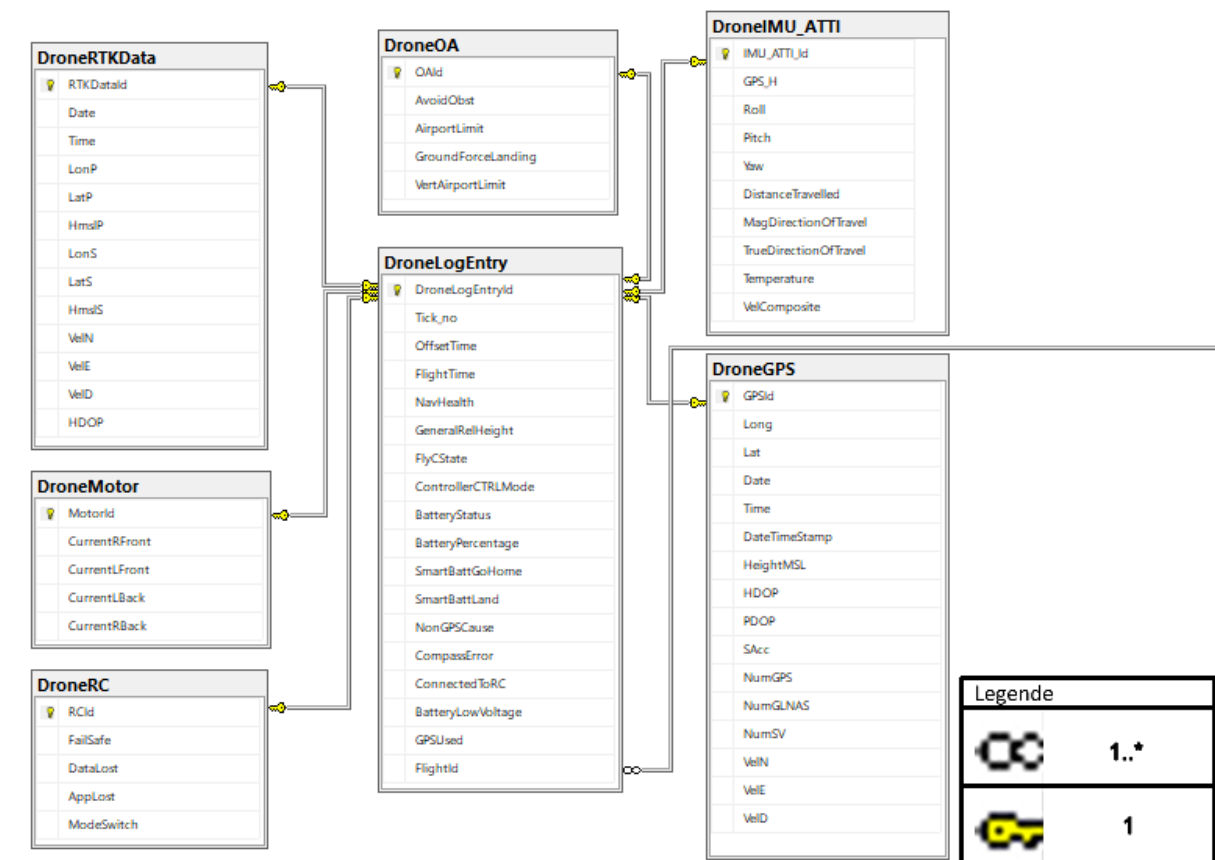 DroneRTKData
RTKDataId
Date
Time
LonP
LatP
HmslP
LonS
LatS
HmslS
VelN
VelE
VelD
HDOP
DroneMotor
MotorId
CurrentRFront
CurrentLFront
CurrentLBack
CurrentRBack
DroneRC
RCId
FailSafe
DataLost
AppLost
ModeSwitch
DroneOA
OAId
AvoidObst
AirportLimit
GroundForceLanding
VertAirportLimit
DroneLogEntry
DroneLogEntryId
Tick_no
OffsetTime
FlightTime
NavHealth
GeneralRelHeight
FlyCState
ControllerCTRLMode
BatteryStatus
BatteryPercentage
SmartBattGoHome
SmartBattLand
NonGPSCause
CompassError
ConnectedToRC
BatteryLowVoltage
GPSUsed
FlightId
DroneIMU_ATTI
IMU_ATTI_Id
GPS_H
Roll
Pitch
Yaw
DistanceTravelled
MagDirectionOfTravel
TrueDirectionOfTravel
Temperature
VelComposite
DroneGPS
GPSId
Long
Lat
Date
Time
DateTimeStamp
HeightMSL
HDOP
PDOP
SAcc
NumGPS
NumGLNAS
NumSV
VelN
VelE
VelD
Legende
1..*
1